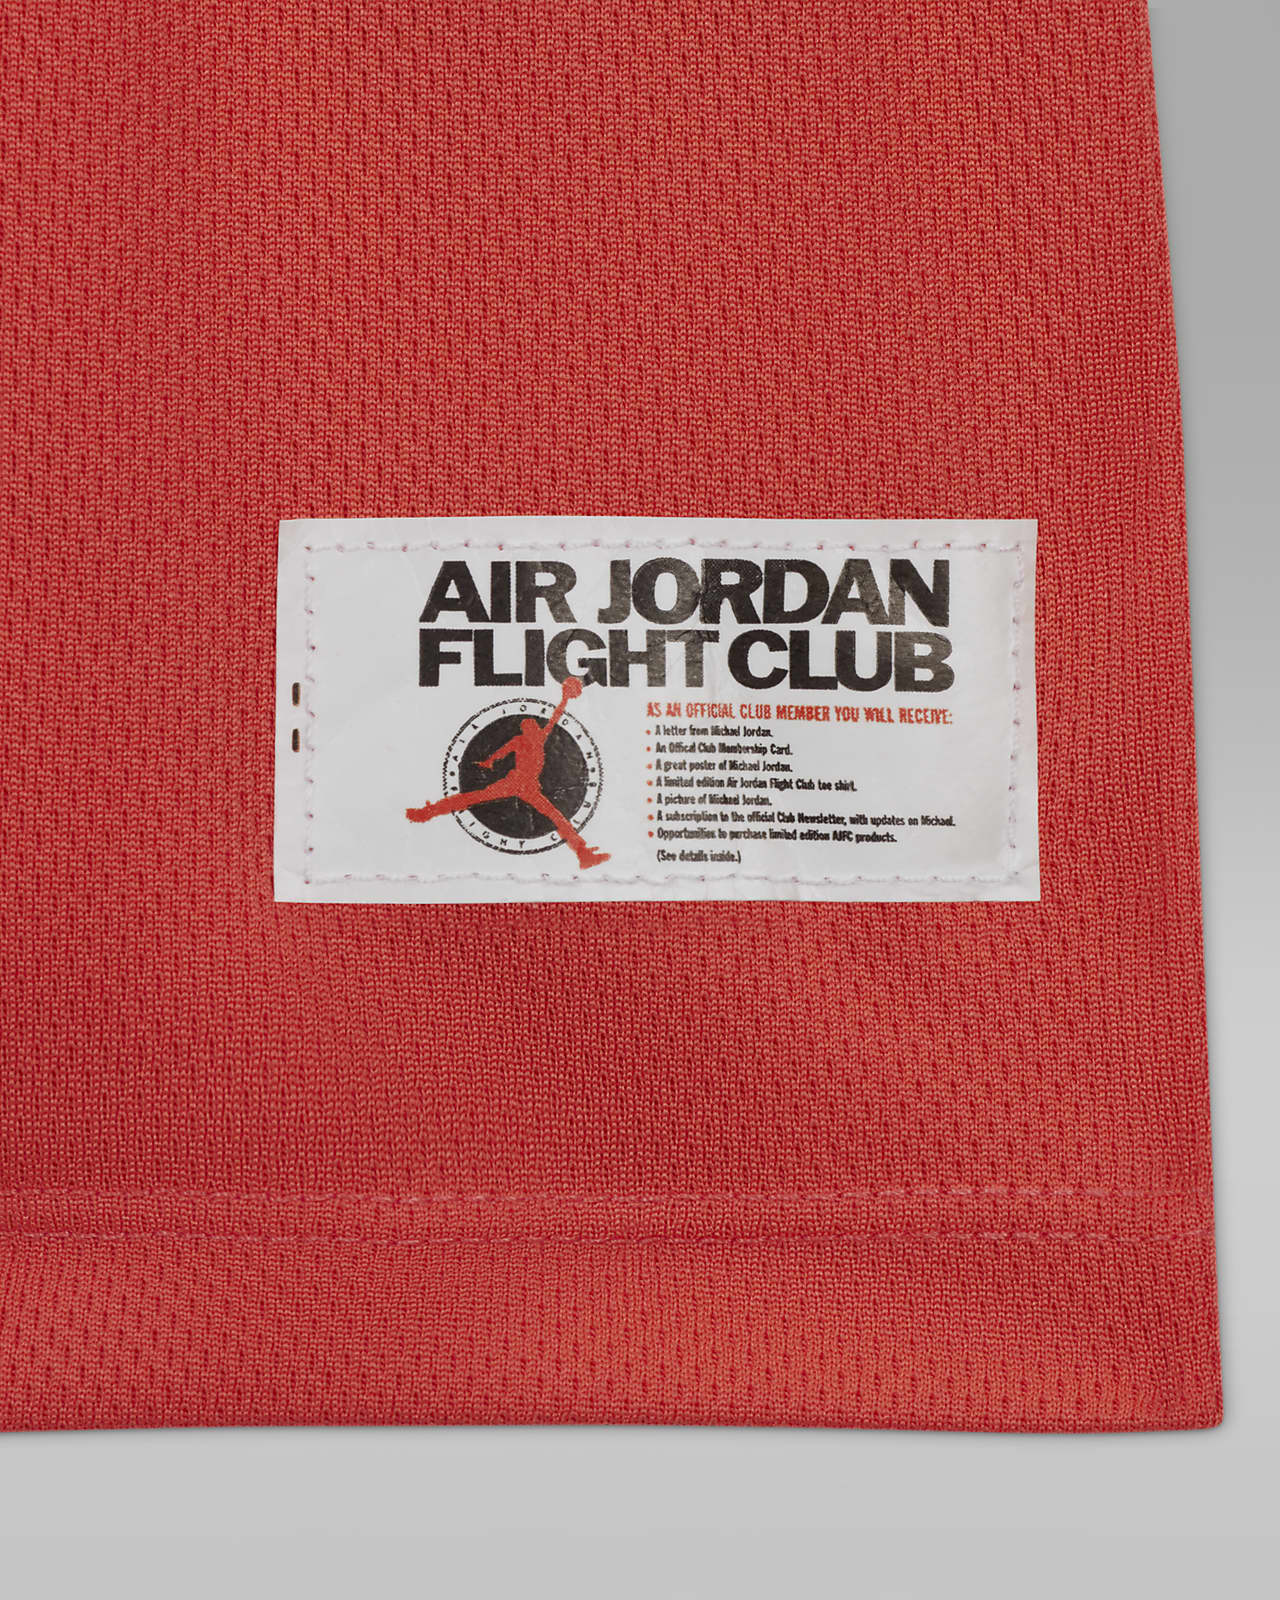 AIR JORDAN
FLIGHT CLUB
AS AN OFFICIAL CLUB MEMBER YOU WILL RECEIVE:
• A letter from Michael Jordan.
• An Offical Club Membership Card.
• A great poster of Michael Jordan.
• A limited edition Air Jordan Flight Club tee shirt.
• A picture of Michael Jordan.
• A subscription to the official Club Newsletter, with updates on Michael.
• Opportunities to purchase limited edition AJFC products.
(See details inside.)
AIR JORDAN